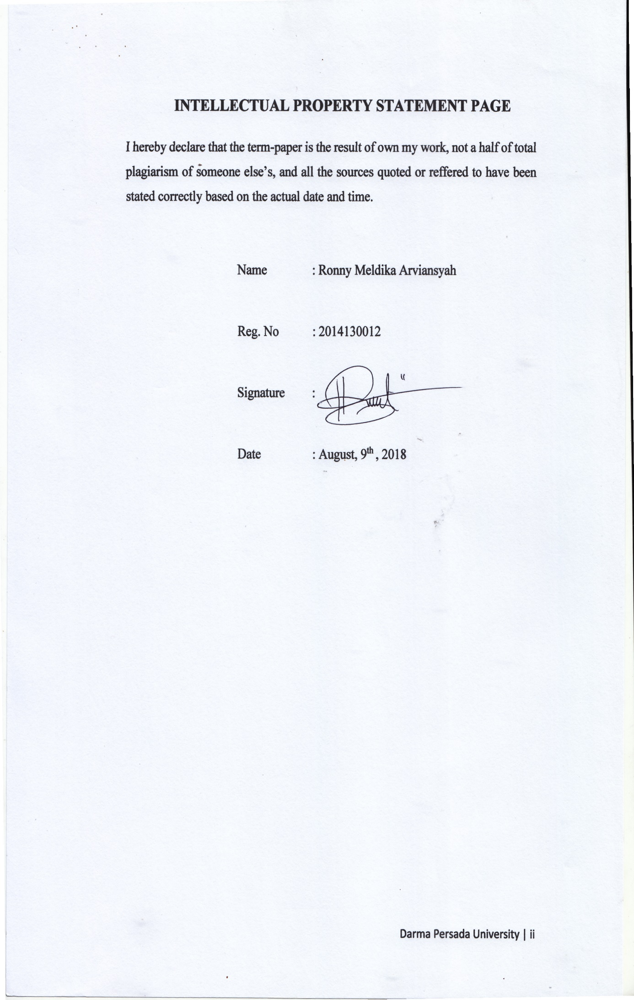 INTELLECTUAL PROPERTY STATEMENT PAGE
I hereby declare that the term-paper is the result of own my work, not a half of total
plagiarism of someone else's, and all the sources quoted or reffered to have been
stated correctly based on the actual date and time.
Name : Ronny Meldika Arviansyah
Reg. No : 2014130012
Signature :
Date : August, 9th , 2018
Darma Persada University | ii